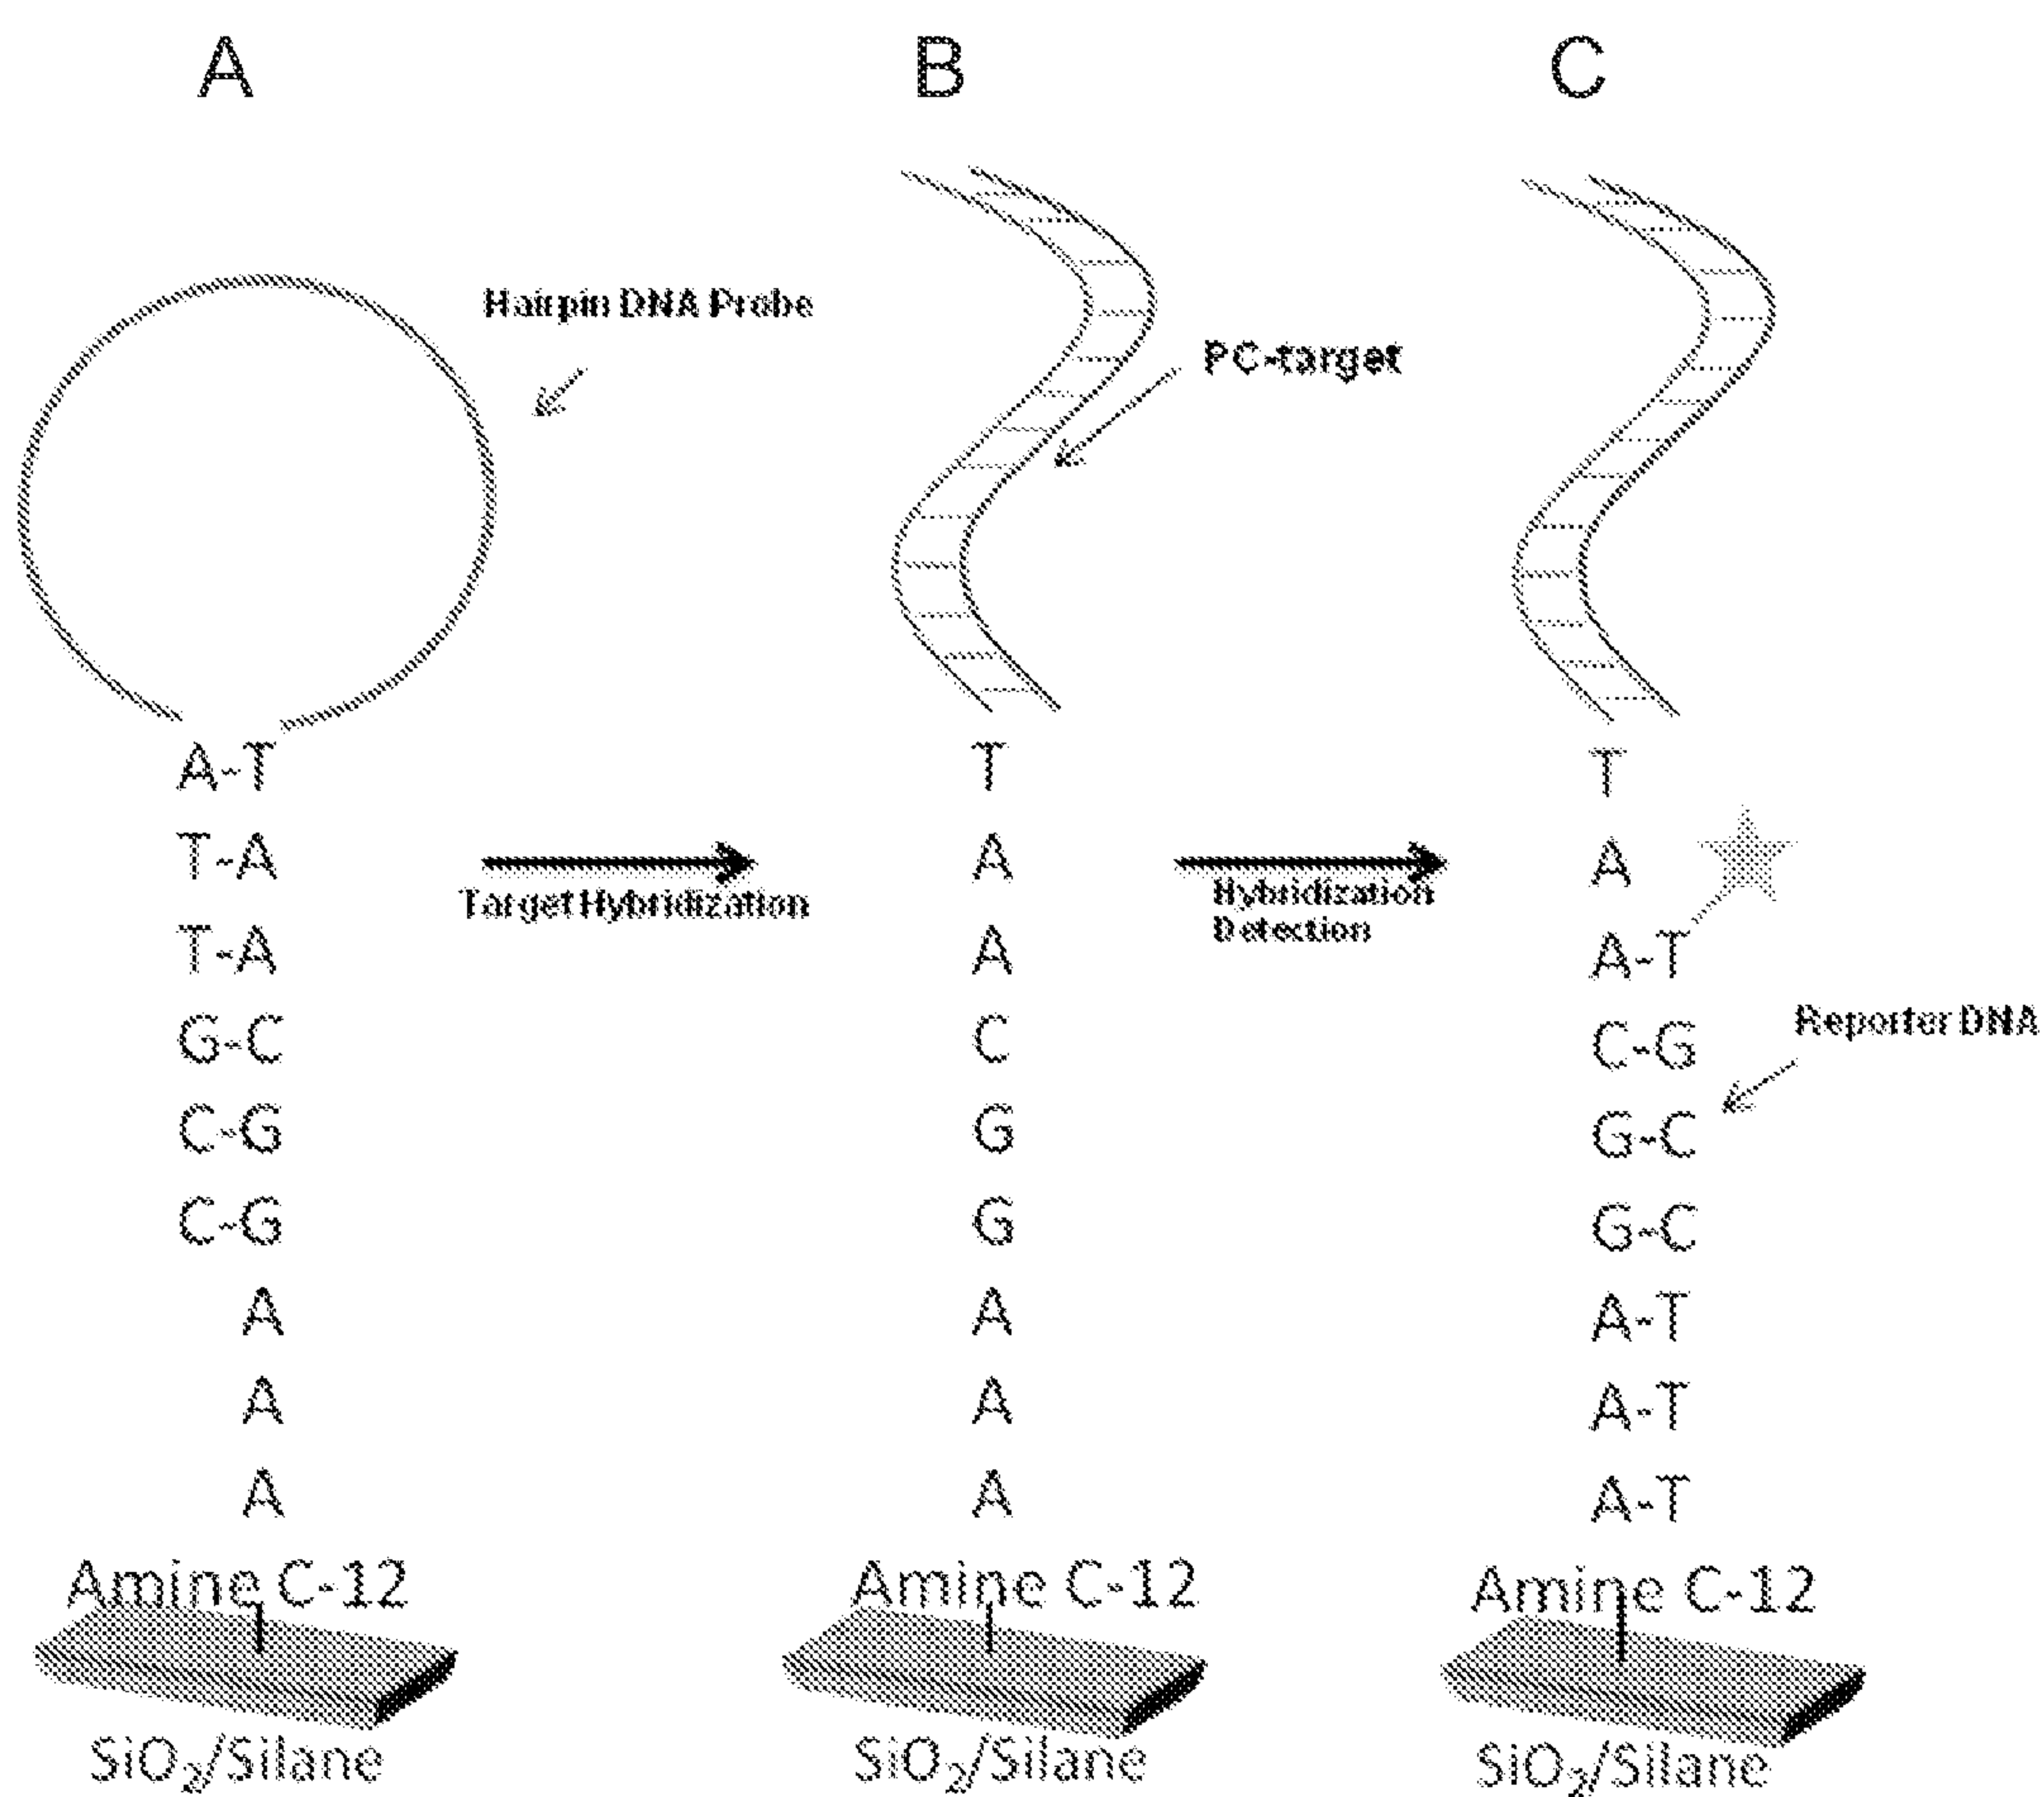 A
B
C
Hairpin DNA Probe
PC-target
A-T
T-A
T-A
G-C
C-G
C-G
A
A
A
Amine C-12
SiO₂/Silane
Target Hybridization
T
A
A
C
G
G
A
A
A
Amine C-12
SiO₂/Silane
Hybridization
Detection
T
A
A-T
C-G
G-C
G-C
A-T
A-T
A-T
Reporter DNA
Amine C-12
SiO₂/Silane